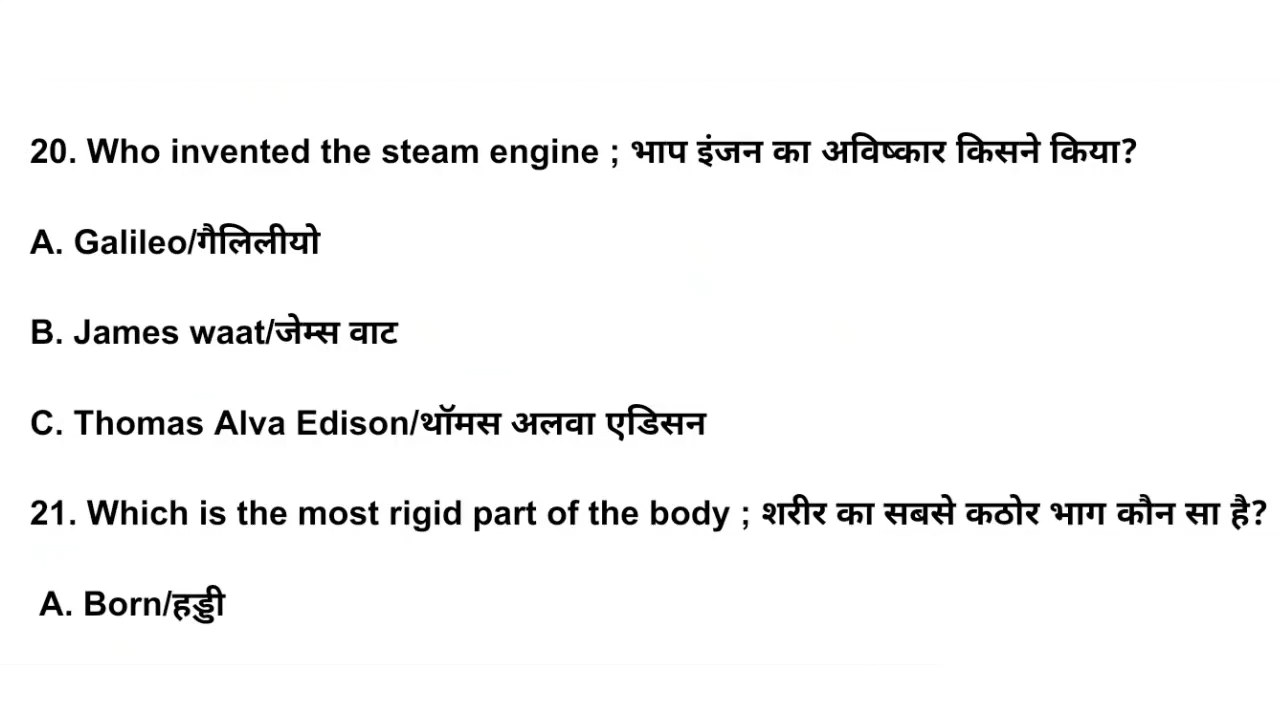 20. Who invented the steam engine ; भाप इंजन का अविष्कार किसने किया?
A. Galileo/गैलिलीयो
B. James waat/जेम्स वाट
C. Thomas Alva Edison/थॉमस अलवा एडिसन
21. Which is the most rigid part of the body ; शरीर का सबसे कठोर भाग कौन सा है?
A. Born/हड्डी